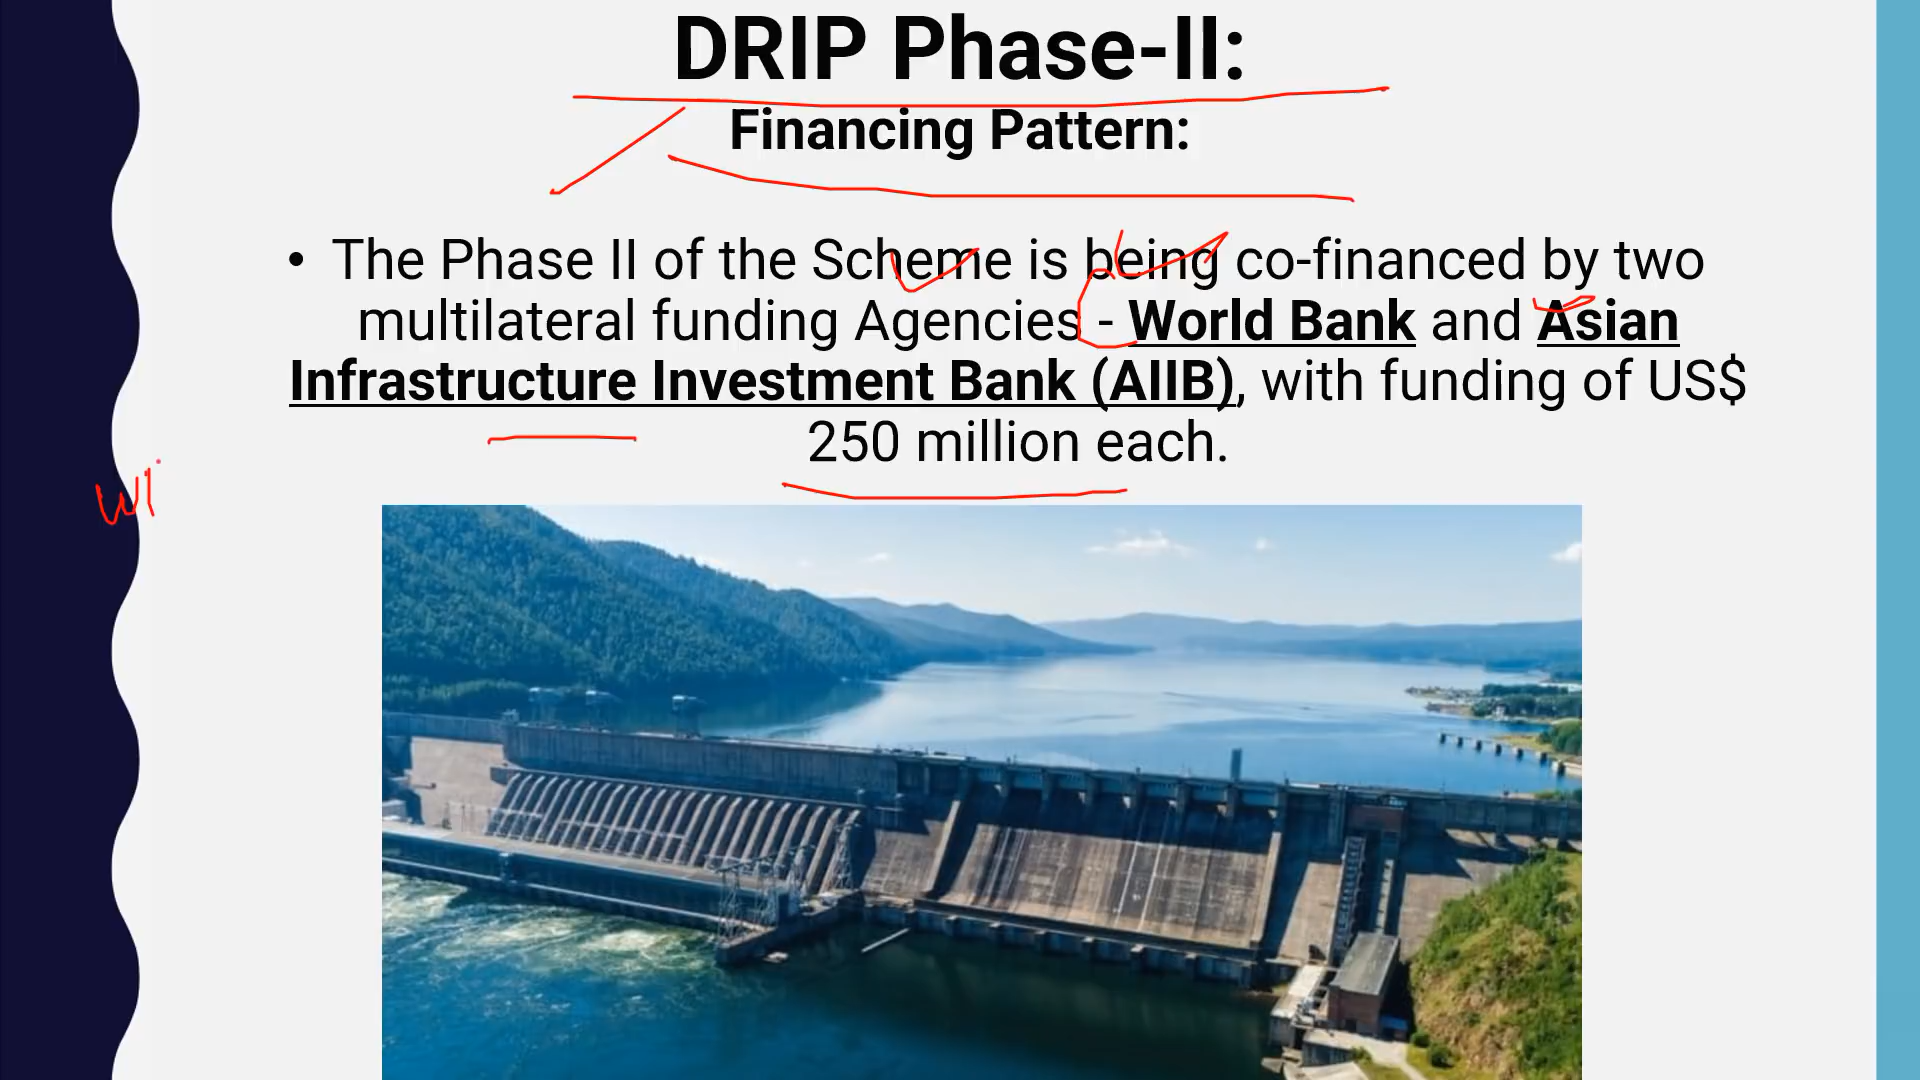 DRIP Phase-II:
Financing Pattern:
• The Phase II of the Scheme is being co-financed by two
multilateral funding Agencies - World Bank and Asian
Infrastructure Investment Bank (AIIB), with funding of US$
250 million each.